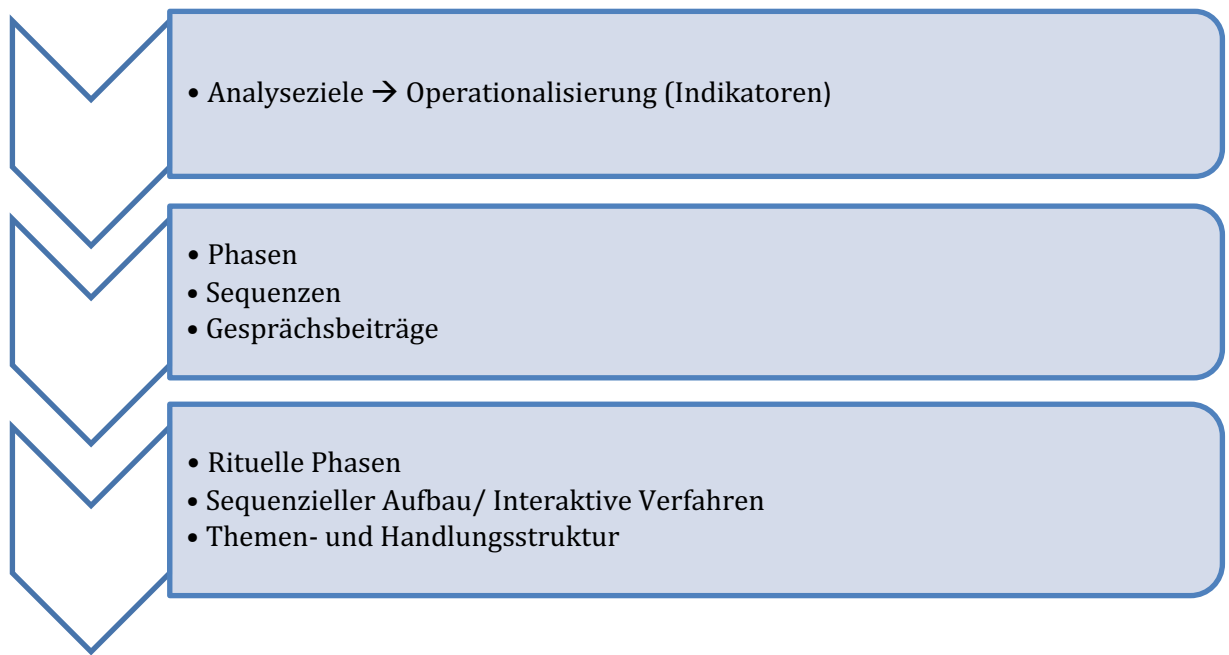 • Analyseziele → Operationalisierung (Indikatoren)
• Phasen
• Sequenzen
• Gesprächsbeiträge
• Rituelle Phasen
• Sequenzieller Aufbau/ Interaktive Verfahren
• Themen- und Handlungsstruktur